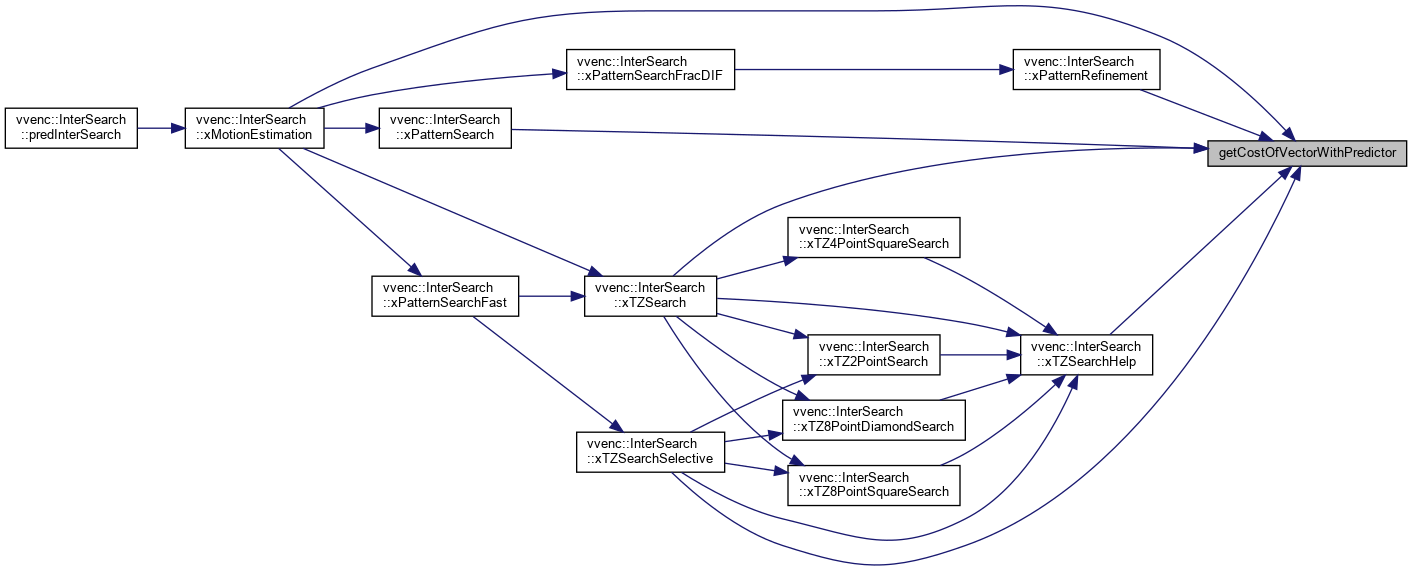 vvenc::InterSearch
::predInterSearch
vvenc::InterSearch
::xMotionEstimation
vvenc::InterSearch
::xPatternSearchFracDIF
vvenc::InterSearch
::xPatternSearch
vvenc::InterSearch
::xPatternRefinement
getCostOfVectorWithPredictor
vvenc::InterSearch
::xPatternSearchFast
vvenc::InterSearch
::xTZSearch
vvenc::InterSearch
::xTZ4PointSquareSearch
vvenc::InterSearch
::xTZ2PointSearch
vvenc::InterSearch
::xTZSearchHelp
vvenc::InterSearch
::xTZ8PointDiamondSearch
vvenc::InterSearch
::xTZSearchSelective
vvenc::InterSearch
::xTZ8PointSquareSearch